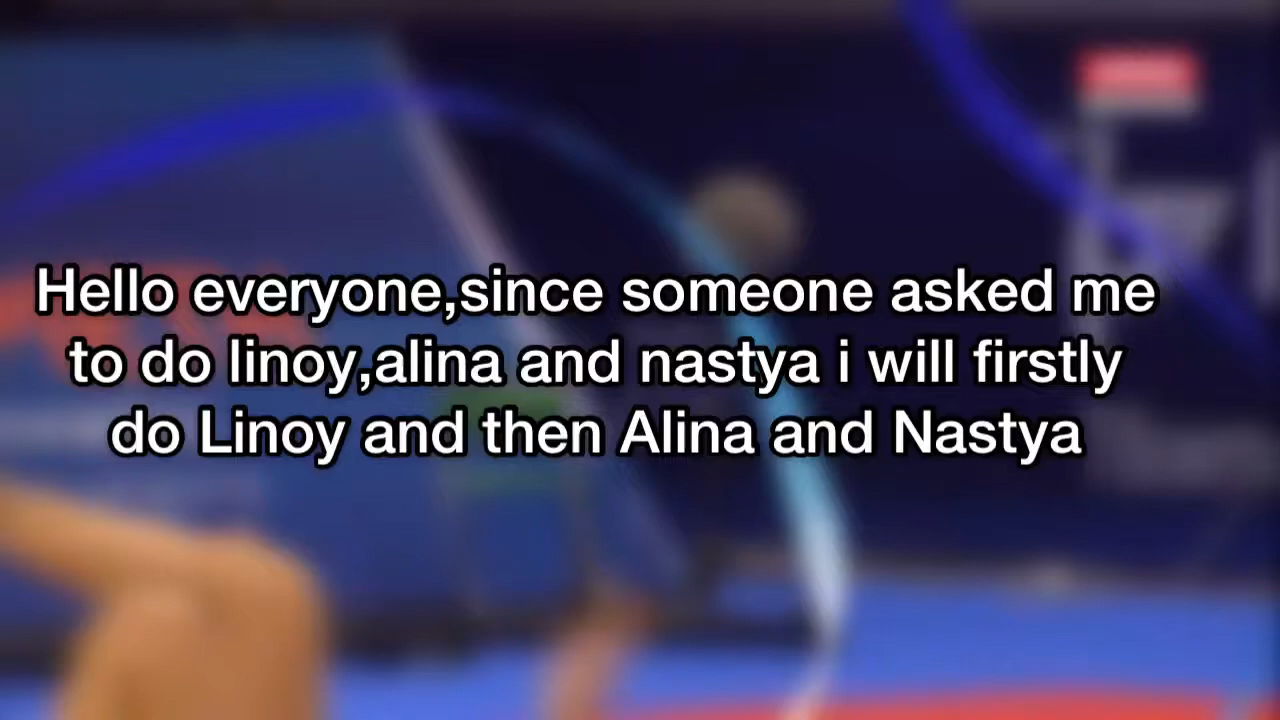 Hello everyone,since someone asked me
to do linoy,alina and nastya i will firstly
do Linoy and then Alina and Nastya